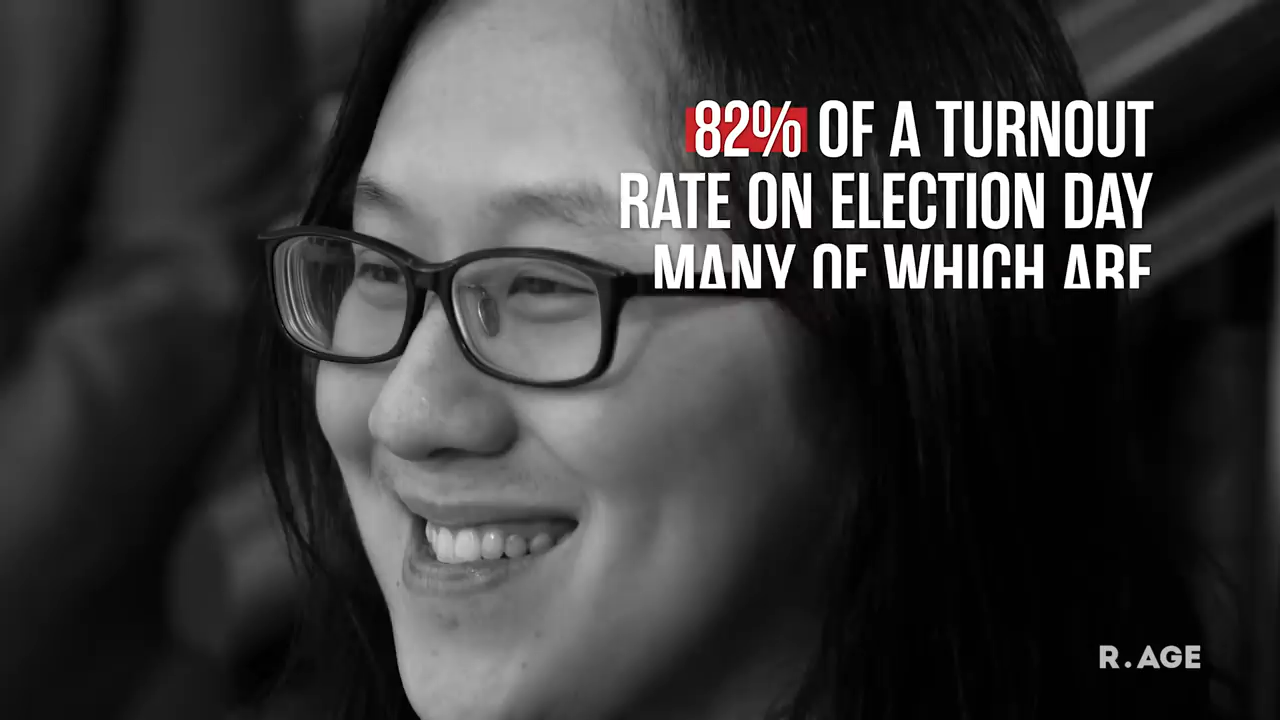 82% OF A TURNOUT
RATE ON ELECTION DAY
MANY OF WHICH ARE
R.AGE